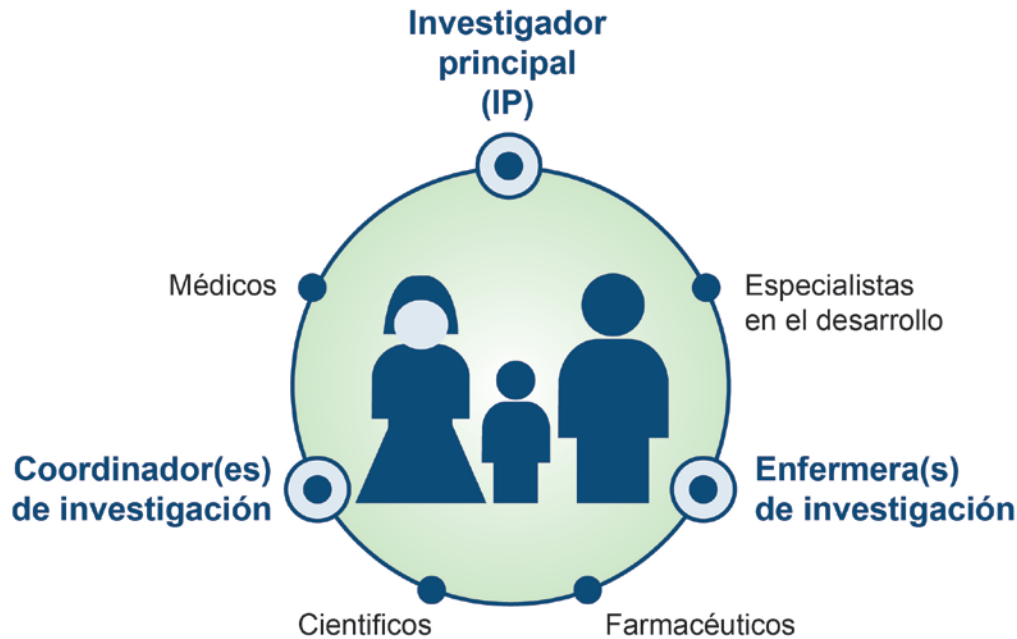 Investigador
principal
(IP)
Médicos
Especialistas
en el desarrollo
Coordinador(es)
de investigación
Enfermera(s)
de investigación
Cientificos
Farmacéuticos